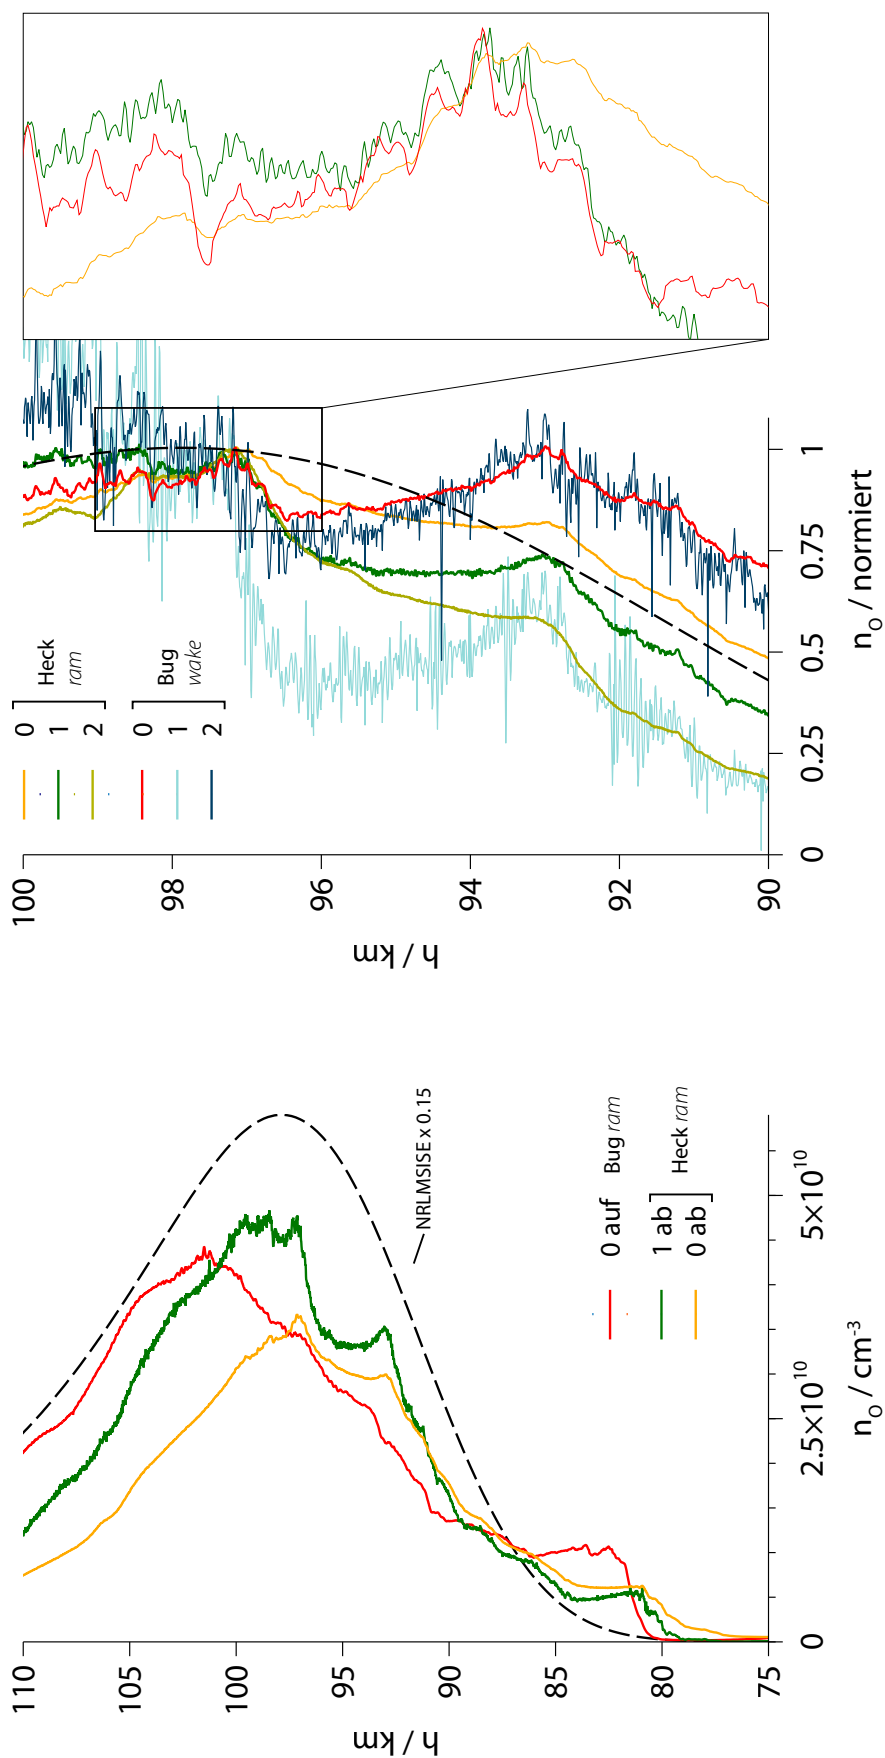 110
105
100
95
90
85
80
75
h / km
0
2.5×10¹⁰
5×10¹⁰
nO / cm⁻³
NRLMSISE x 0.15
0 auf Bug ram
1 ab
0 ab
Heck ram
100
98
96
94
92
90
h / km
0
0.25
0.5
0.75
1
nO / normiert
0
1
2
Heck
ram
0
1
2
Bug
wake